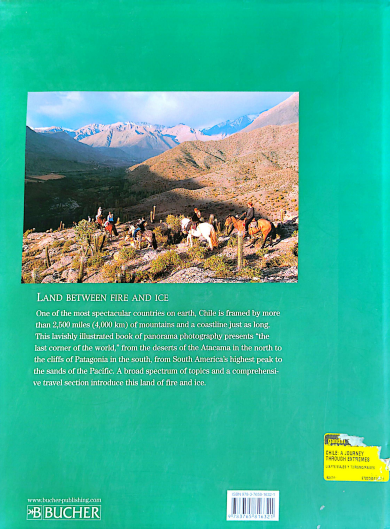 LAND BETWEEN FIRE AND ICE
One of the most spectacular countries on earth, Chile is framed by more
than 2,500 miles (4,000 km) of mountains and a coastline just as long.
This lavishly illustrated book of panorama photography presents "the
last corner of the world," from the deserts of the Atacama in the north to
the cliffs of Patagonia in the south, from South America's highest peak to
the sands of the Pacific. A broad spectrum of topics and a comprehensi-
ve travel section introduce this land of fire and ice.
CHILE: A JOURNEY
THROUGH EXTREMES
www.bucher-publishing.com
B BUCHER